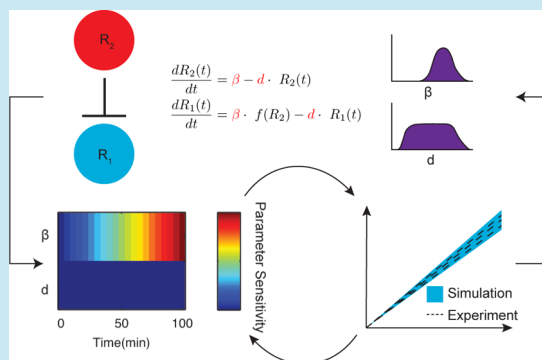 R₂
R₁
dR₂(t)/dt = β − d · R₂(t)
dR₁(t)/dt = β · f(R₂) − d · R₁(t)
β
d
β
d
0 50 100
Time(min)
Parameter Sensitivity
Simulation
Experiment